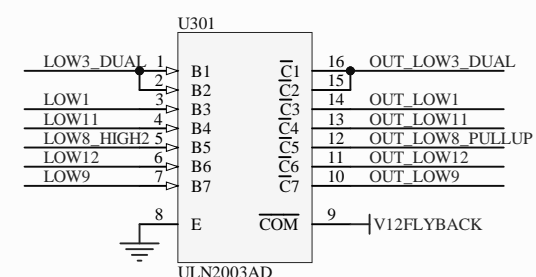 U301
LOW3_DUAL 1 B1 C1 16 OUT_LOW3_DUAL
2 B2 C2 15
LOW1 3 B3 C3 14 OUT_LOW1
LOW11 4 B4 C4 13 OUT_LOW11
LOW8_HIGH2 5 B5 C5 12 OUT_LOW8_PULLUP
LOW12 6 B6 C6 11 OUT_LOW12
LOW9 7 B7 C7 10 OUT_LOW9
8 E COM 9 V12FLYBACK
ULN2003AD